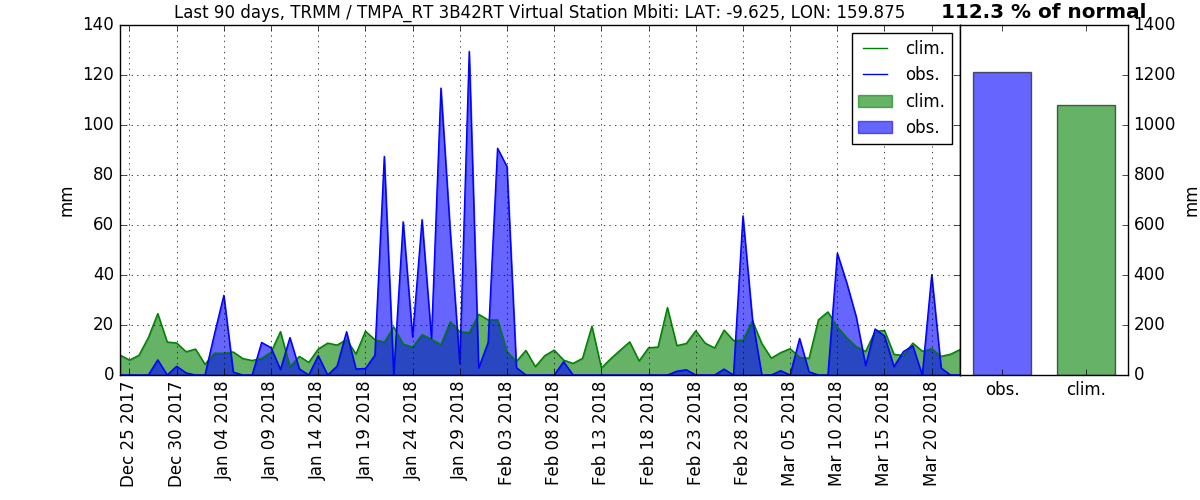 Last 90 days, TRMM / TMPA_RT 3B42RT Virtual Station Mbiti: LAT: -9.625, LON: 159.875
112.3 % of normal
140
120
100
80
60
40
20
0
mm
clim.
obs.
clim.
obs.
1400
1200
1000
800
600
400
200
0
mm
obs.
clim.
Dec 25 2017
Dec 30 2017
Jan 04 2018
Jan 09 2018
Jan 14 2018
Jan 19 2018
Jan 24 2018
Jan 29 2018
Feb 03 2018
Feb 08 2018
Feb 13 2018
Feb 18 2018
Feb 23 2018
Feb 28 2018
Mar 05 2018
Mar 10 2018
Mar 15 2018
Mar 20 2018